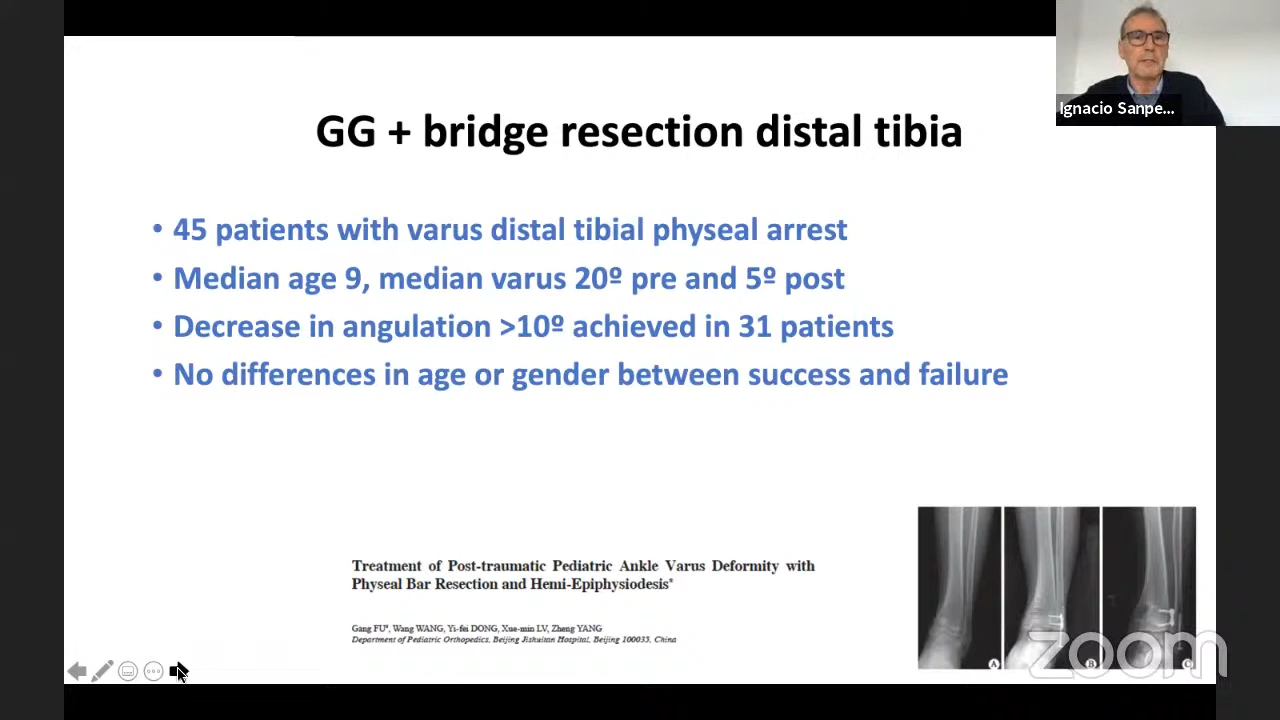 Ignacio Sanpe...
GG + bridge resection distal tibia
• 45 patients with varus distal tibial physeal arrest
• Median age 9, median varus 20º pre and 5º post
• Decrease in angulation >10º achieved in 31 patients
• No differences in age or gender between success and failure
Treatment of Post-traumatic Pediatric Ankle Varus Deformity with
Physeal Bar Resection and Hemi-Epiphysiodesis*
Gang FU#, Wang WANG, Yi-fei DONG, Xue-min LV, Zheng YANG
Department of Pediatric Orthopedics, Beijing Jishuitan Hospital, Beijing 100035, China
A B C
zoom